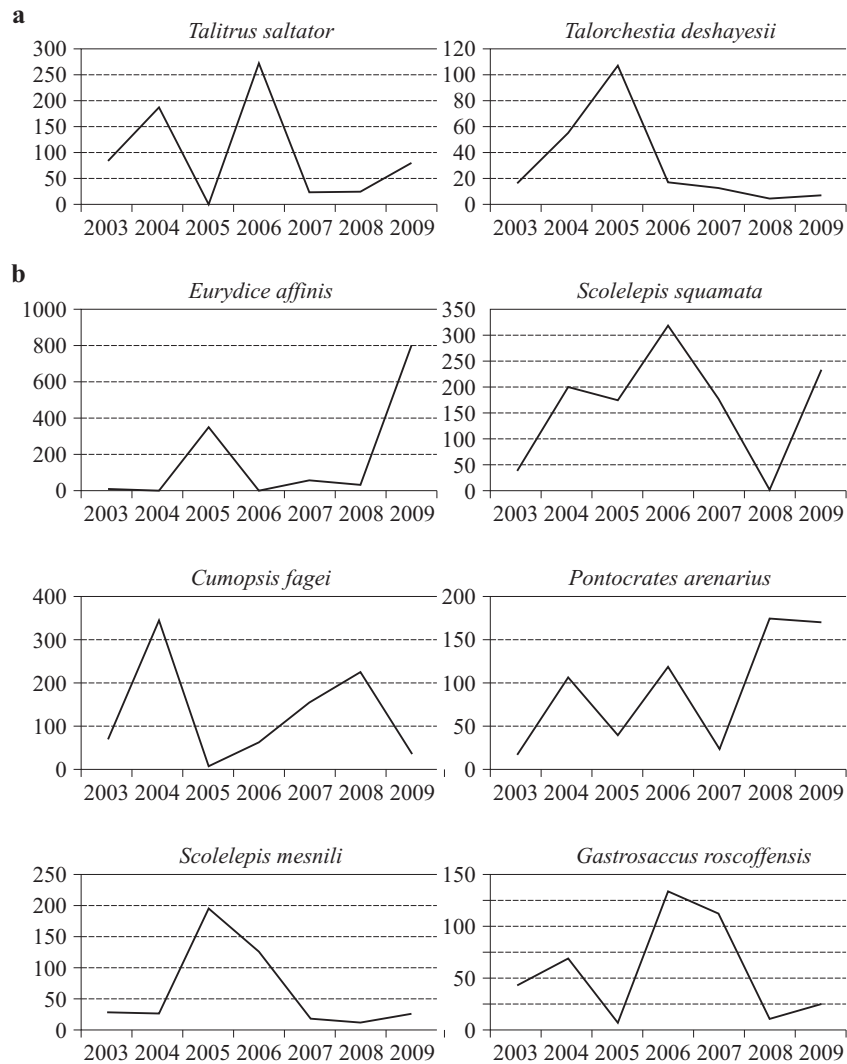 a
Talitrus saltator
300
250
200
150
100
50
0
2003 2004 2005 2006 2007 2008 2009
Talorchestia deshayesii
120
100
80
60
40
20
0
2003 2004 2005 2006 2007 2008 2009
b
Eurydice affinis
1000
800
600
400
200
0
2003 2004 2005 2006 2007 2008 2009
Scolelepis squamata
350
300
250
200
150
100
50
0
2003 2004 2005 2006 2007 2008 2009
Cumopsis fagei
400
300
200
100
0
2003 2004 2005 2006 2007 2008 2009
Pontocrates arenarius
200
150
100
50
0
2003 2004 2005 2006 2007 2008 2009
Scolelepis mesnili
250
200
150
100
50
0
2003 2004 2005 2006 2007 2008 2009
Gastrosaccus roscoffensis
150
100
50
0
2003 2004 2005 2006 2007 2008 2009